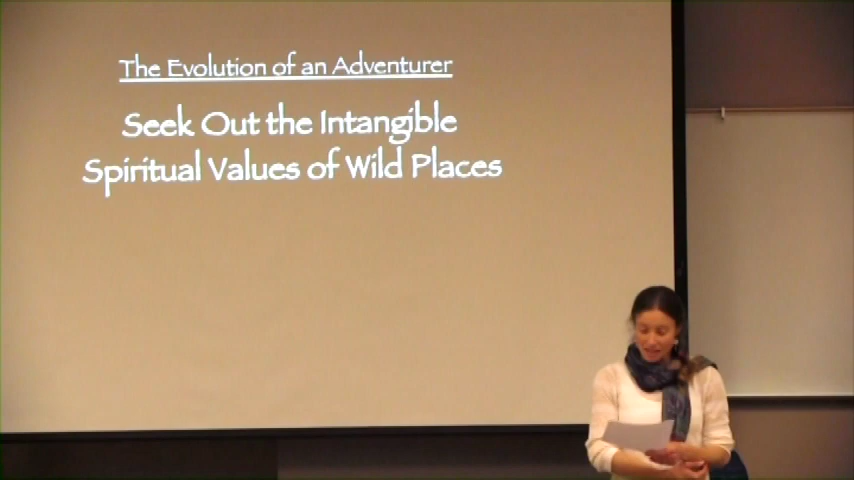 The Evolution of an Adventurer
Seek Out the Intangible
Spiritual Values of Wild Places